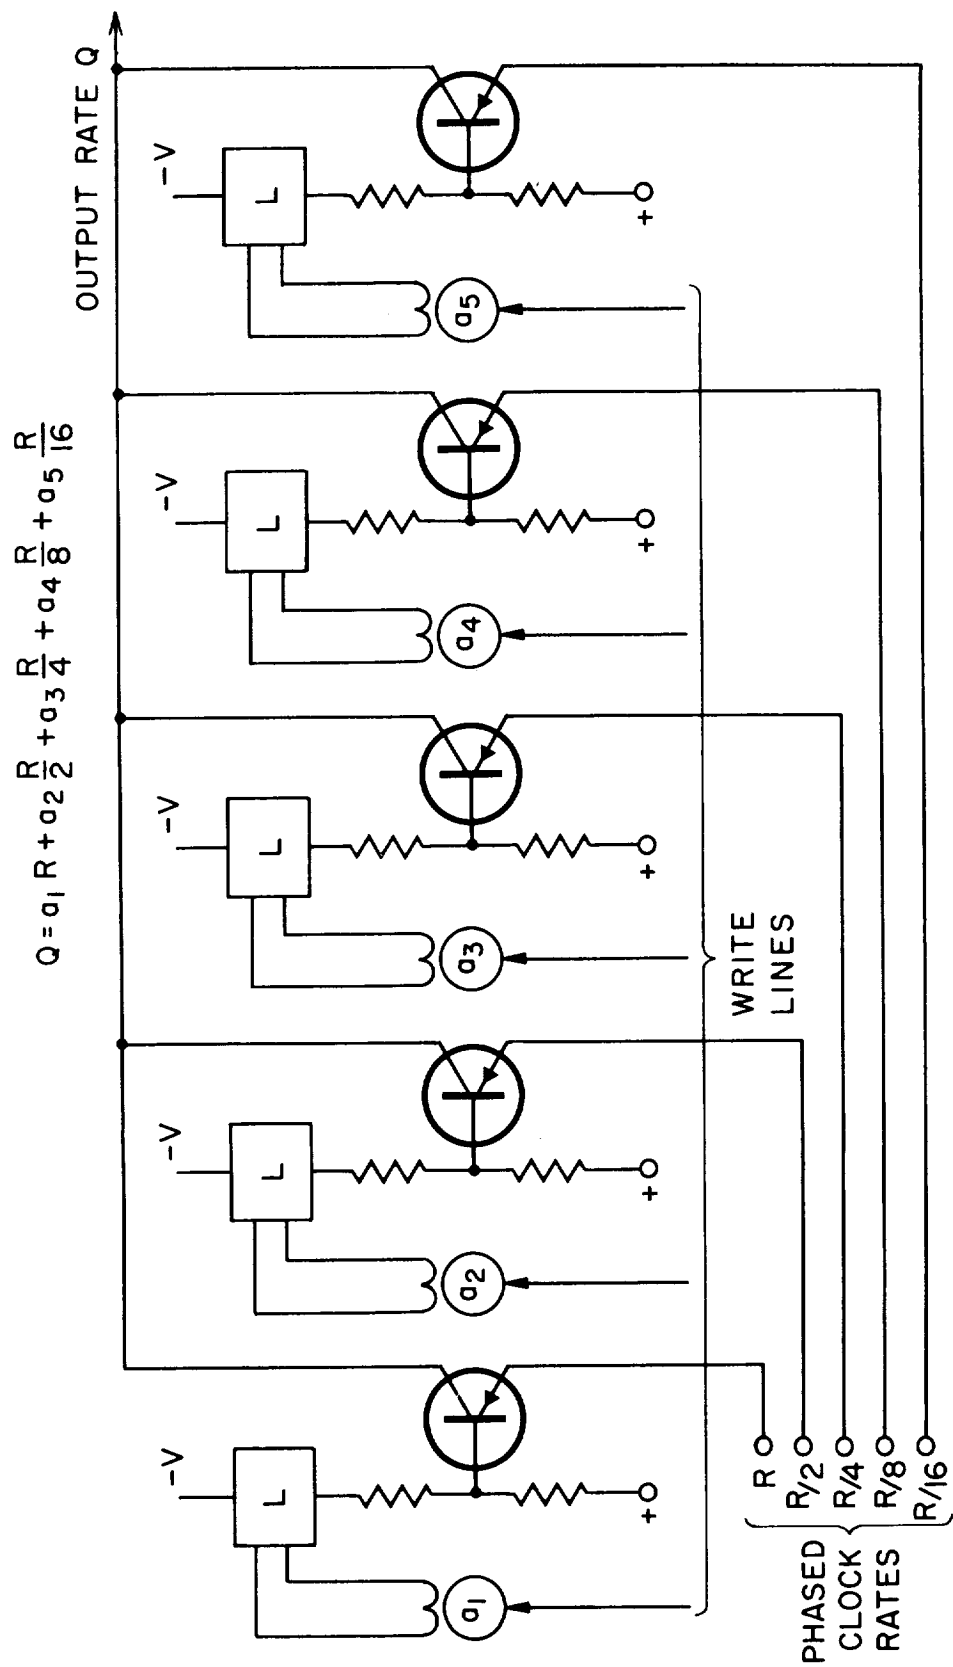 Q = a1 R + a2 R/2 + a3 R/4 + a4 R/8 + a5 R/16
OUTPUT RATE Q
-V -V -V -V -V
L L L L L
a1 a2 a3 a4 a5
+ + + + +
WRITE
LINES
PHASED
CLOCK
RATES
R
R/2
R/4
R/8
R/16